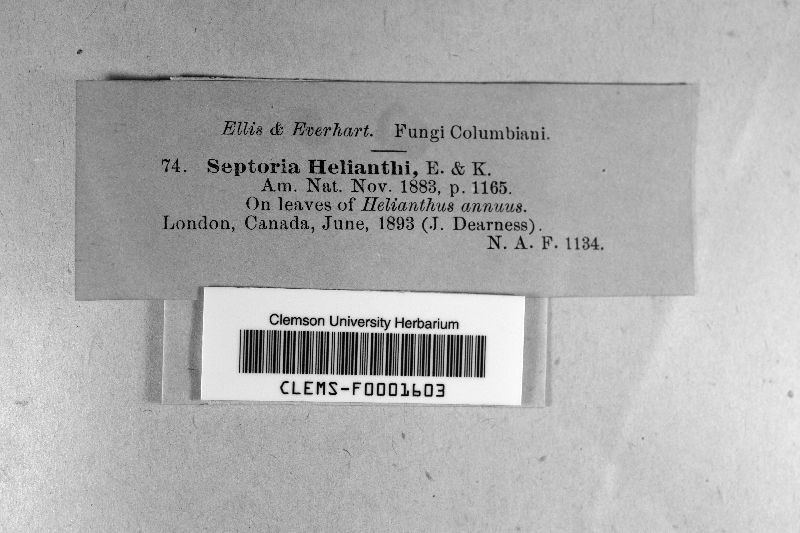 Ellis & Everhart. Fungi Columbiani.
74. Septoria Helianthi, E. & K.
Am. Nat. Nov. 1883, p. 1165.
On leaves of Helianthus annuus.
London, Canada, June, 1893 (J. Dearness).
N. A. F. 1134.
Clemson University Herbarium
CLEMS-F0001603